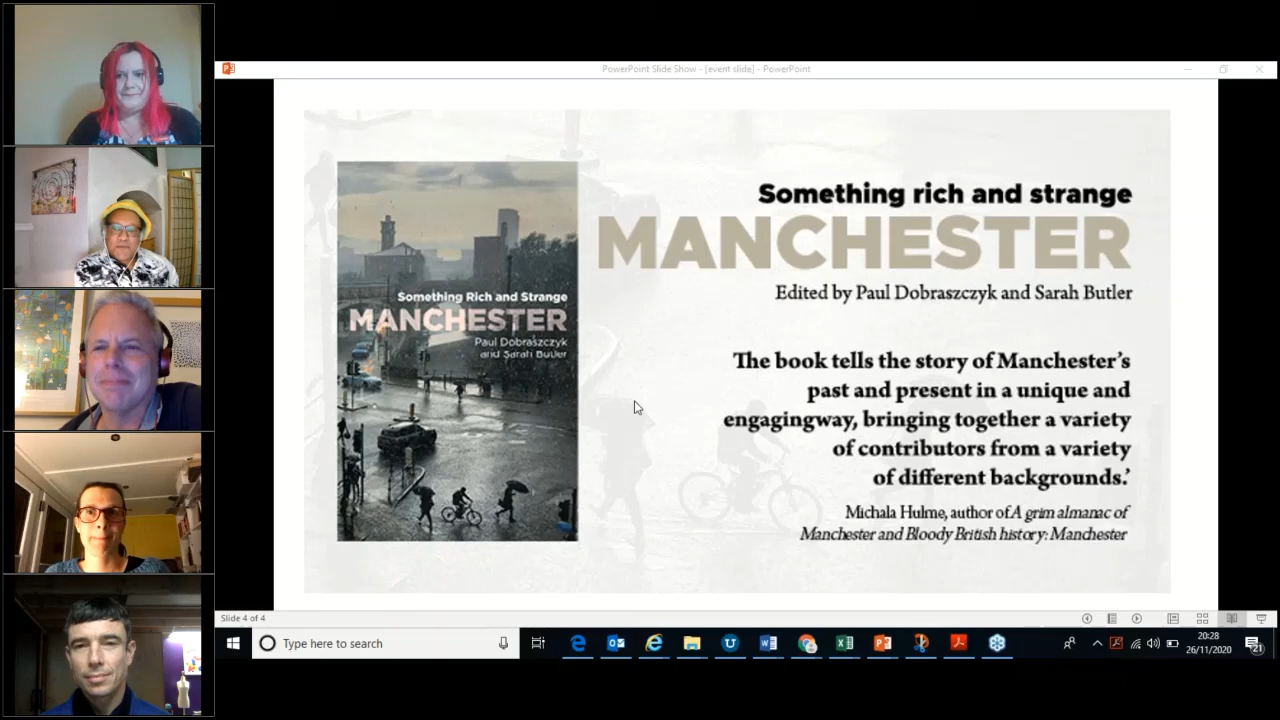 PowerPoint Slide Show - [event slide] - PowerPoint
Something rich and strange
MANCHESTER
Edited by Paul Dobraszczyk and Sarah Butler
Something Rich and Strange
MANCHESTER
Paul Dobraszczyk
and Sarah Butler
The book tells the story of Manchester's
past and present in a unique and
engagingway, bringing together a variety
of contributors from a variety
of different backgrounds.'
Michala Hulme, author of A grim almanac of
Manchester and Bloody British history: Manchester
Slide 4 of 4
Type here to search
20:28
26/11/2020
21